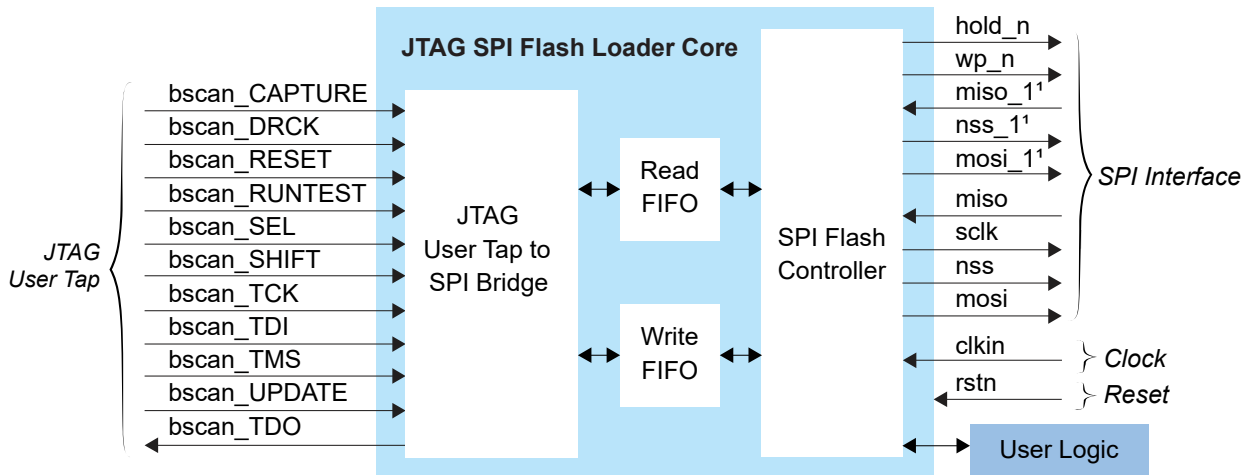 JTAG SPI Flash Loader Core
JTAG
User Tap
bscan_CAPTURE
bscan_DRCK
bscan_RESET
bscan_RUNTEST
bscan_SEL
bscan_SHIFT
bscan_TCK
bscan_TDI
bscan_TMS
bscan_UPDATE
bscan_TDO
JTAG
User Tap to
SPI Bridge
Read
FIFO
Write
FIFO
SPI Flash
Controller
hold_n
wp_n
miso_1¹
nss_1¹
mosi_1¹
miso
sclk
nss
mosi
clkin
rstn
SPI Interface
Clock
Reset
User Logic